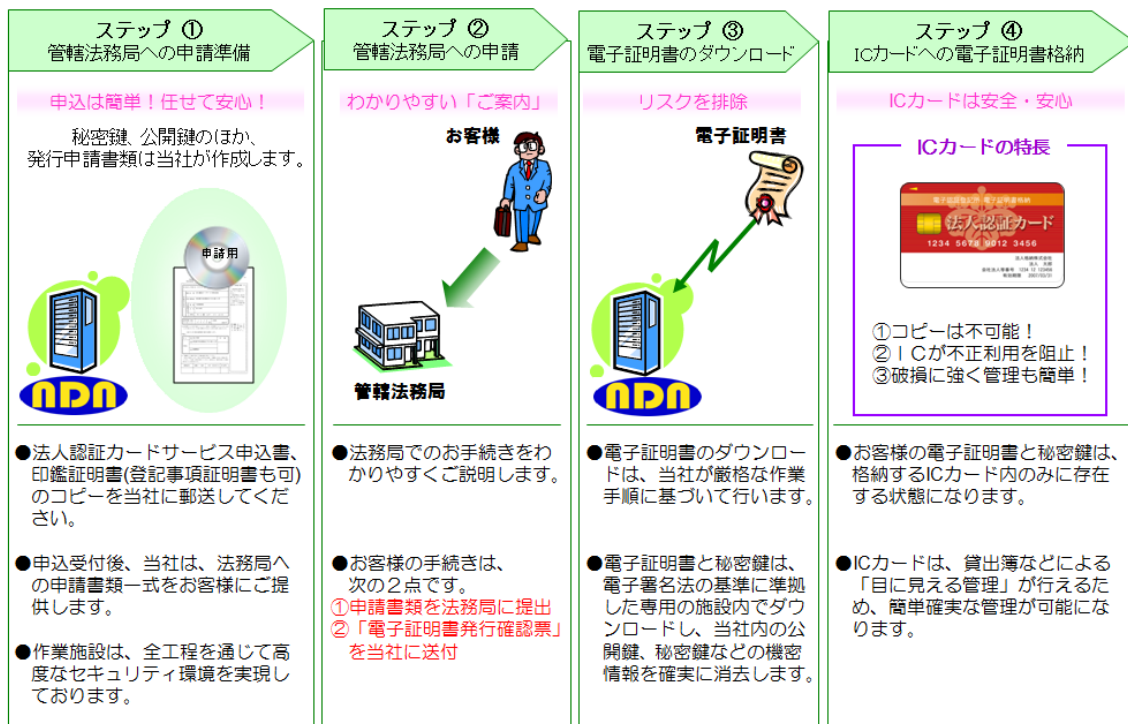 ステップ ①
管轄法務局への申請準備
申込は簡単！任せて安心！
秘密鍵、公開鍵のほか、
発行申請書類は当社が作成します。
申請用
NDN
●法人認証カードサービス申込書、
印鑑証明書(登記事項証明書も可)
のコピーを当社に郵送してくだ
さい。
●申込受付後、当社は、法務局へ
の申請書類一式をお客様にご提
供します。
●作業施設は、全工程を通じて高
度なセキュリティ環境を実現し
ております。
ステップ ②
管轄法務局への申請
わかりやすい「ご案内」
お客様
管轄法務局
●法務局でのお手続きをわ
かりやすくご説明します。
●お客様の手続きは、
次の２点です。
①申請書類を法務局に提出
②「電子証明書発行確認票」
を当社に送付
ステップ ③
電子証明書のダウンロード
リスクを排除
電子証明書
NDN
●電子証明書のダウンロー
ドは、当社が厳格な作業
手順に基づいて行います。
●電子証明書と秘密鍵は、
電子署名法の基準に準拠
した専用の施設内でダウ
ンロードし、当社内の公
開鍵、秘密鍵などの機密
情報を確実に消去します。
ステップ ④
ICカードへの電子証明書格納
ICカードは安全・安心
ICカードの特長
電子認証登記所 電子証明書格納
法人認証カード
1234 5678 9012 3456
①コピーは不可能！
②ＩＣが不正利用を阻止！
③破損に強く管理も簡単！
●お客様の電子証明書と秘密鍵は、
格納するICカード内のみに存在
する状態になります。
●ICカードは、貸出簿などによる
「目に見える管理」が行えるた
め、簡単確実な管理が可能にな
ります。